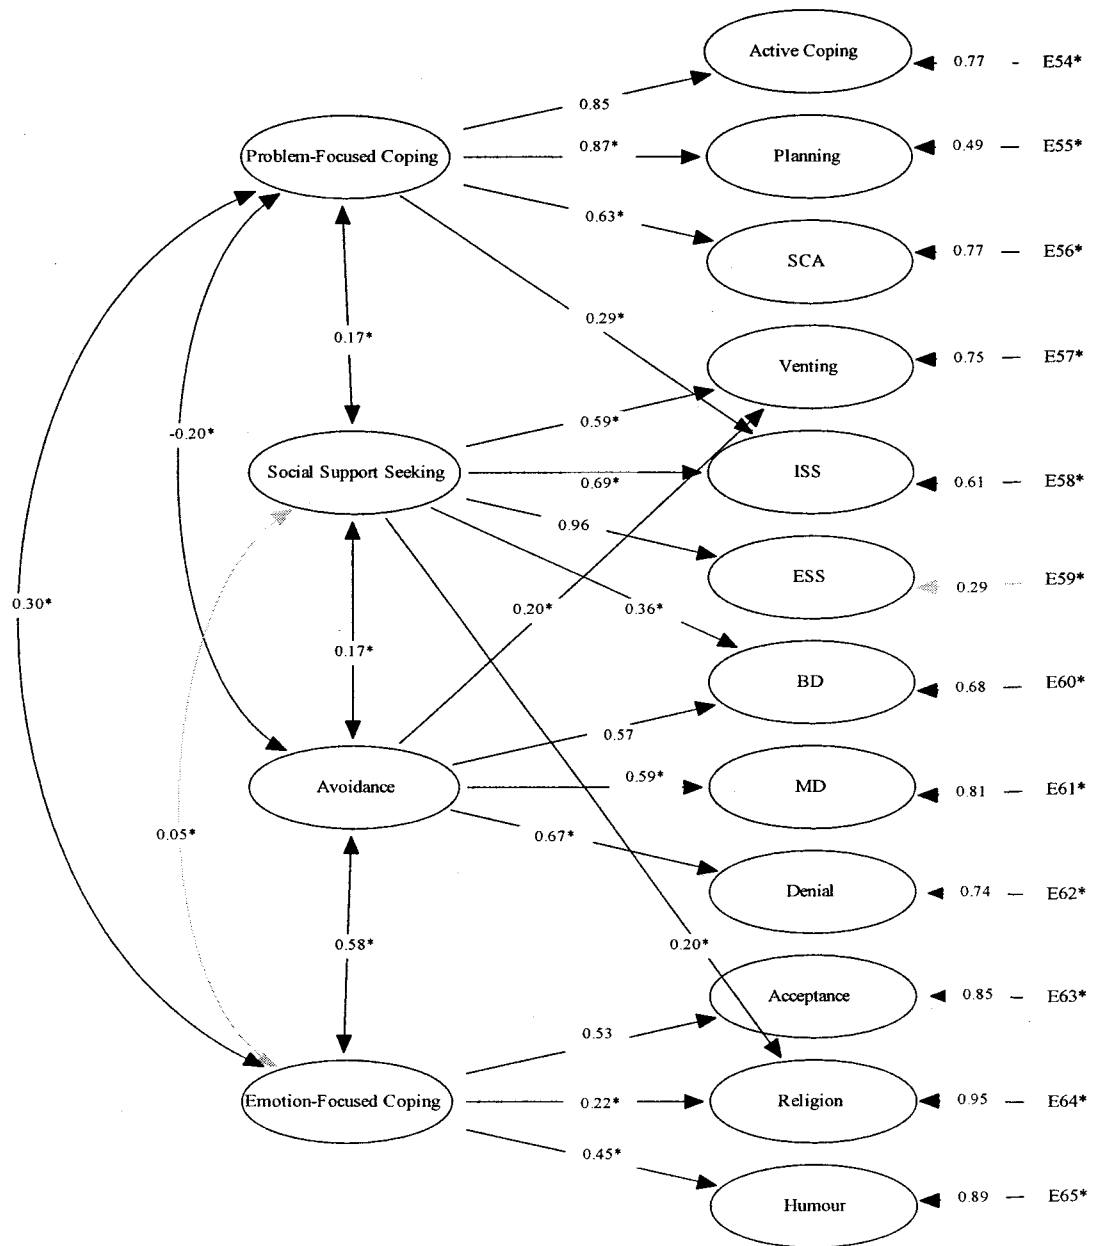 Active Coping
0.77
E54*
0.85
Problem-Focused Coping
0.87*
Planning
0.49
E55*
0.63*
SCA
0.77
E56*
0.17*
0.29*
Venting
0.75
E57*
-0.20*
0.59*
Social Support Seeking
0.69*
ISS
0.61
E58*
0.96
ESS
0.29
E59*
0.30*
0.20*
0.36*
0.17*
BD
0.68
E60*
0.57
Avoidance
0.59*
MD
0.81
E61*
0.05*
0.67*
Denial
0.74
E62*
0.58*
0.20*
Acceptance
0.85
E63*
0.53
Emotion-Focused Coping
0.22*
Religion
0.95
E64*
0.45*
Humour
0.89
E65*